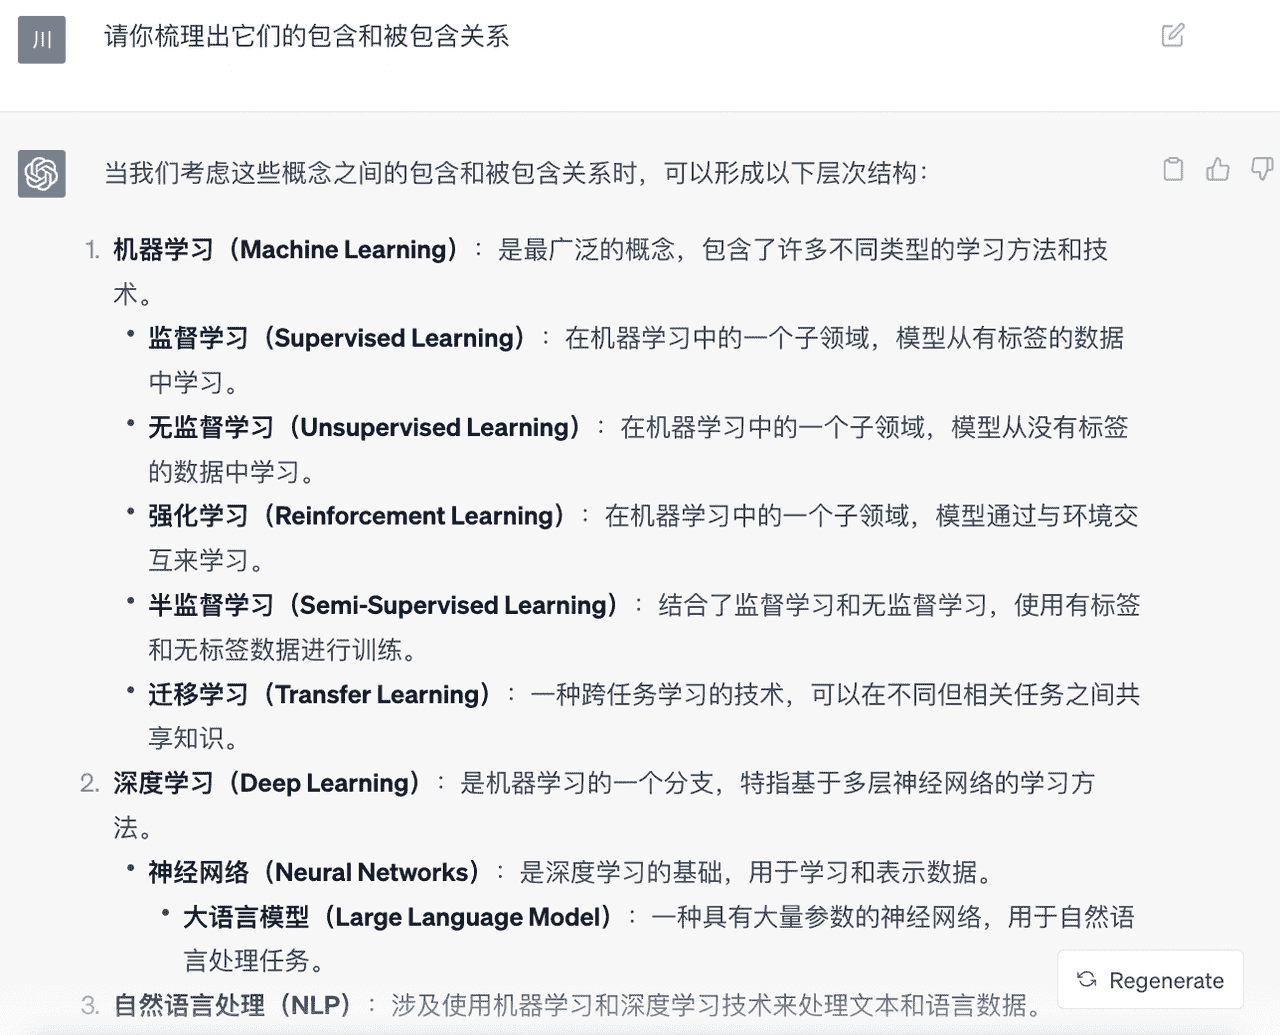 川
请你梳理出它们的包含和被包含关系
当我们考虑这些概念之间的包含和被包含关系时，可以形成以下层次结构：
1. 机器学习（Machine Learning）： 是最广泛的概念，包含了许多不同类型的学习方法和技
术。
• 监督学习（Supervised Learning）： 在机器学习中的一个子领域，模型从有标签的数据
中学习。
• 无监督学习（Unsupervised Learning）： 在机器学习中的一个子领域，模型从没有标签
的数据中学习。
• 强化学习（Reinforcement Learning）： 在机器学习中的一个子领域，模型通过与环境交
互来学习。
• 半监督学习（Semi-Supervised Learning）： 结合了监督学习和无监督学习，使用有标签
和无标签数据进行训练。
• 迁移学习（Transfer Learning）： 一种跨任务学习的技术，可以在不同但相关任务之间共
享知识。
2. 深度学习（Deep Learning）： 是机器学习的一个分支，特指基于多层神经网络的学习方
法。
• 神经网络（Neural Networks）： 是深度学习的基础，用于学习和表示数据。
• 大语言模型（Large Language Model）： 一种具有大量参数的神经网络，用于自然语
言处理任务。
3. 自然语言处理（NLP）： 涉及使用机器学习和深度学习技术来处理文本和语言数据。
Regenerate